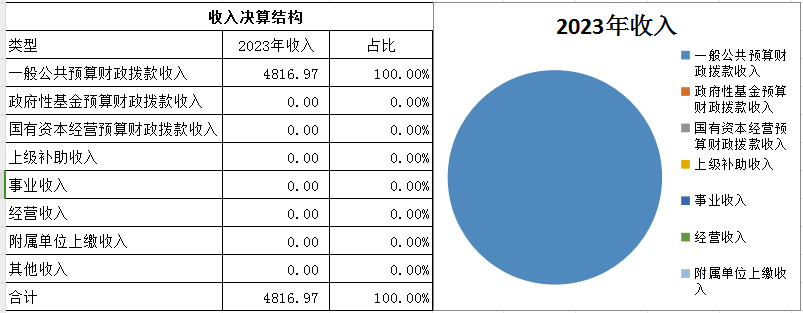 收入决算结构
类型 2023年收入 占比
一般公共预算财政拨款收入 4816.97 100.00%
政府性基金预算财政拨款收入 0.00 0.00%
国有资本经营预算财政拨款收入 0.00 0.00%
上级补助收入 0.00 0.00%
事业收入 0.00 0.00%
经营收入 0.00 0.00%
附属单位上缴收入 0.00 0.00%
其他收入 0.00 0.00%
合计 4816.97 100.00%
2023年收入
一般公共预算财
政拨款收入
政府性基金预算
财政拨款收入
国有资本经营预
算财政拨款收入
上级补助收入
事业收入
经营收入
附属单位上缴收
入